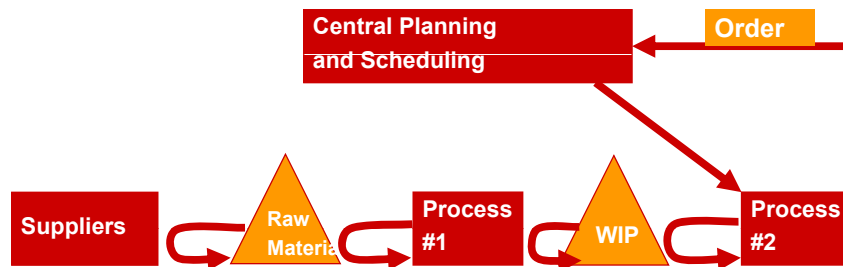 Central Planning
and Scheduling
Order
Suppliers
Raw
Materia
Process
#1
WIP
Process
#2